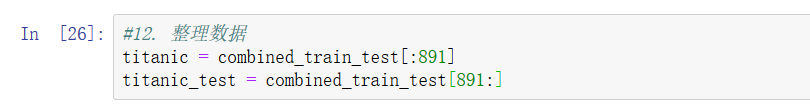 In [26]: #12. 整理数据
titanic = combined_train_test[:891]
titanic_test = combined_train_test[891:]